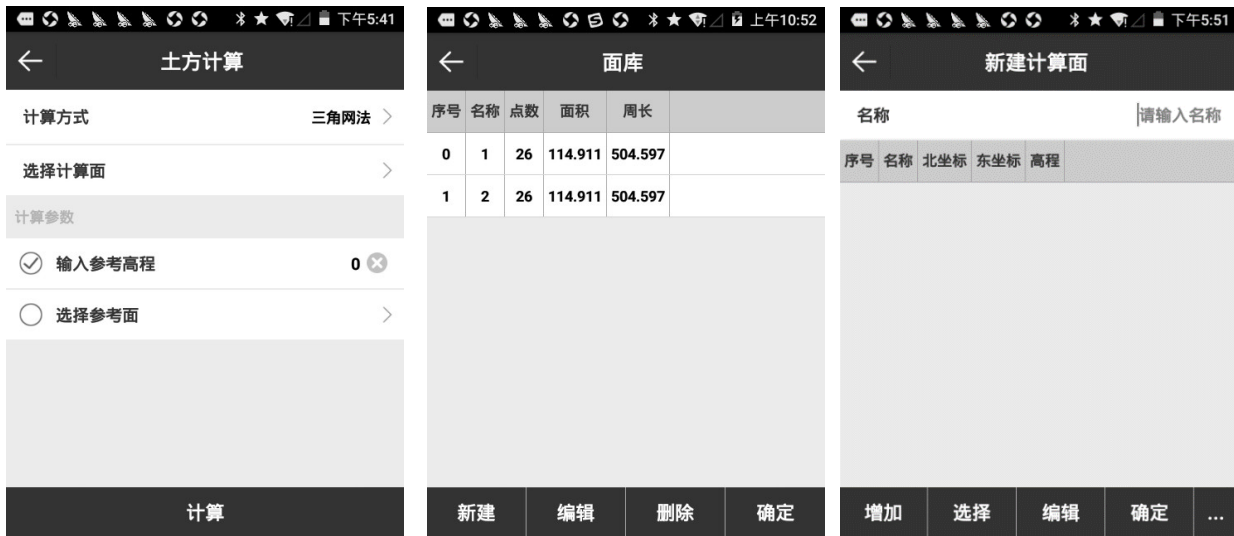 下午5:41
土方计算
计算方式 三角网法
选择计算面
计算参数
输入参考高程 0
选择参考面
计算
上午10:52
面库
序号 名称 点数 面积 周长
0 1 26 114.911 504.597
1 2 26 114.911 504.597
新建 编辑 删除 确定
下午5:51
新建计算面
名称 请输入名称
序号 名称 北坐标 东坐标 高程
增加 选择 编辑 确定 ...